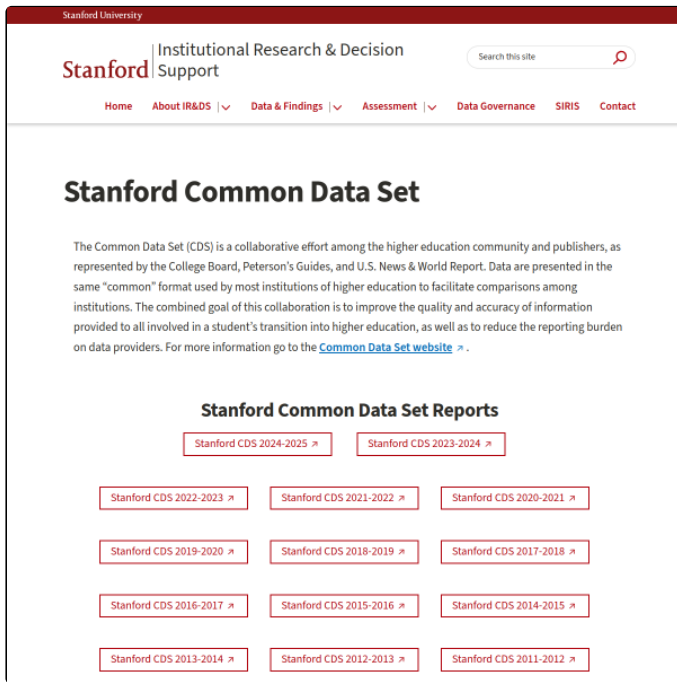 Stanford University
Stanford
Institutional Research & Decision
Support
Search this site
Home About IR&DS Data & Findings Assessment Data Governance SIRIS Contact
Stanford Common Data Set
The Common Data Set (CDS) is a collaborative effort among the higher education community and publishers, as
represented by the College Board, Peterson's Guides, and U.S. News & World Report. Data are presented in the
same “common” format used by most institutions of higher education to facilitate comparisons among
institutions. The combined goal of this collaboration is to improve the quality and accuracy of information
provided to all involved in a student’s transition into higher education, as well as to reduce the reporting burden
on data providers. For more information go to the Common Data Set website .
Stanford Common Data Set Reports
Stanford CDS 2024-2025 Stanford CDS 2023-2024
Stanford CDS 2022-2023 Stanford CDS 2021-2022 Stanford CDS 2020-2021
Stanford CDS 2019-2020 Stanford CDS 2018-2019 Stanford CDS 2017-2018
Stanford CDS 2016-2017 Stanford CDS 2015-2016 Stanford CDS 2014-2015
Stanford CDS 2013-2014 Stanford CDS 2012-2013 Stanford CDS 2011-2012